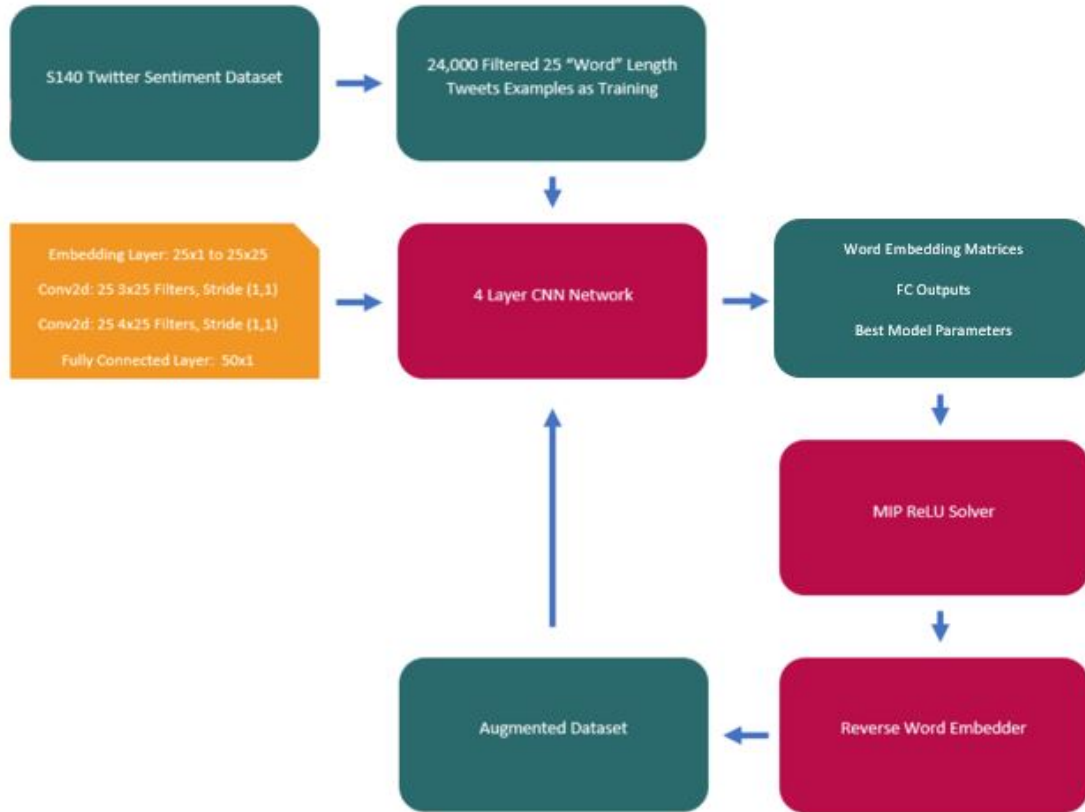 S140 Twitter Sentiment Dataset
24,000 Filtered 25 “Word” Length
Tweets Examples as Training
Embedding Layer: 25x1 to 25x25
Conv2d: 25 3x25 Filters, Stride (1,1)
Conv2d: 25 4x25 Filters, Stride (1,1)
Fully Connected Layer: 50x1
4 Layer CNN Network
Word Embedding Matrices
FC Outputs
Best Model Parameters
MIP ReLU Solver
Augmented Dataset
Reverse Word Embedder